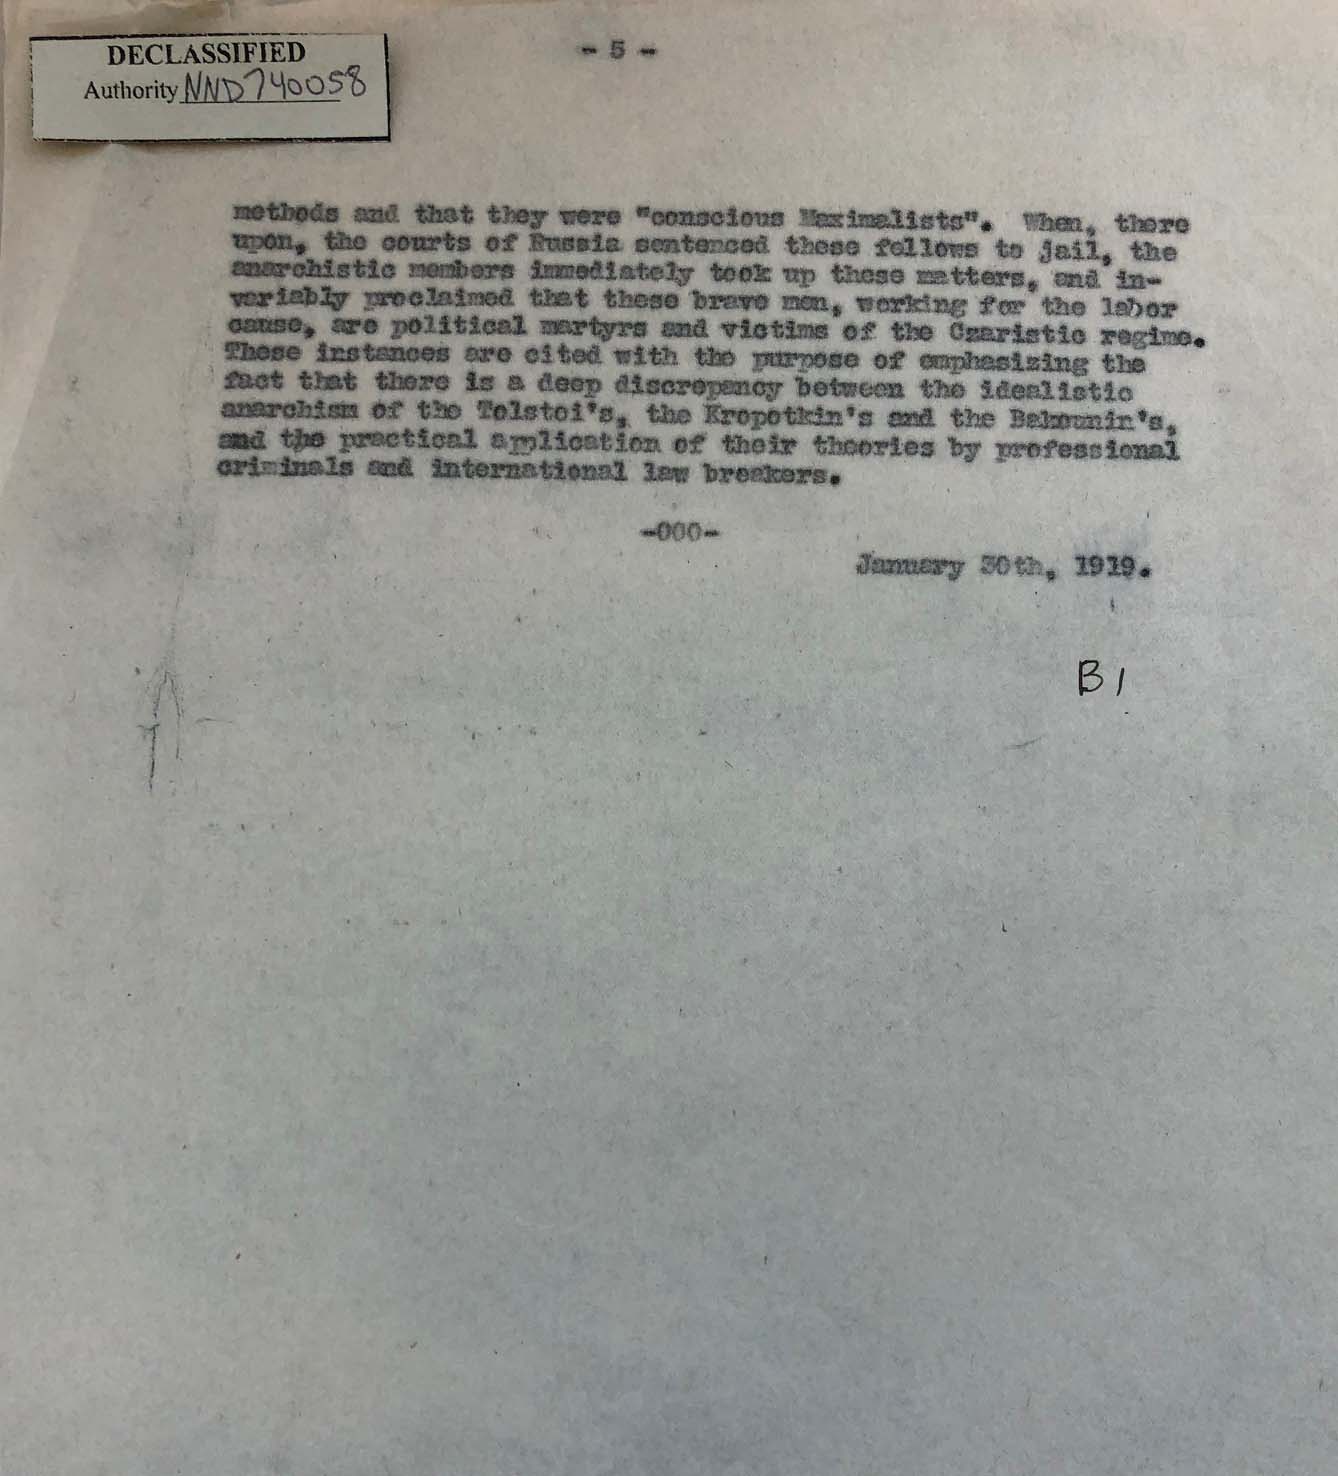 DECLASSIFIED
Authority NND740058
- 5 -
methods and that they were "conscious Maximalists". When, there
upon, the courts of Russia sentenced these fellows to jail, the
anarchistic members immediately took up these matters, and in-
variably proclaimed that these brave men, working for the labor
cause, are political martyrs and victims of the Czaristic regime.
These instances are cited with the purpose of emphasizing the
fact that there is a deep discrepancy between the idealistic
anarchism of the Tolstoi's, the Kropotkin's and the Bakounin's,
and the practical application of their theories by professional
criminals and international law breakers.
-000-
January 30th, 1919.
B1